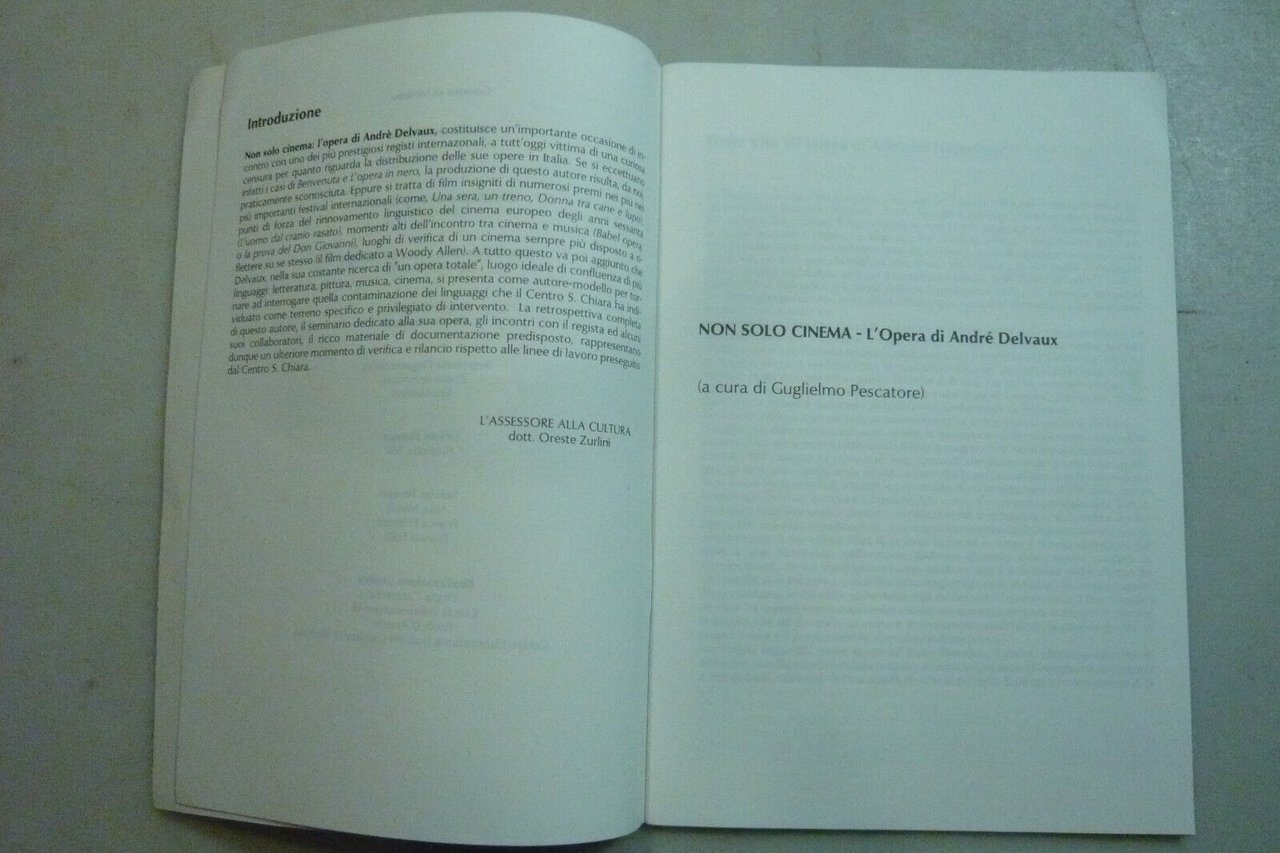 Introduzione
Non solo cinema: l'opera di Andrè Delvaux, costituisce un'importante occasione di in-
contro con uno dei più prestigiosi registi internazonali, a tutt'oggi vittima di una curiosa
censura per quanto riguarda la distribuzione delle sue opere in Italia. Se si eccettuano
infatti i casi di Benvenuta e L'opera in nero, la produzione di questo autore risulta, da noi
praticamente sconosciuta. Eppure si tratta di film insigniti di numerosi premi nei più nei
più importanti festival internazionali (come, Una sera, un treno, Donna tra cane e lupo),
punti di forza del rinnovamento linguistico del cinema europeo degli anni sessanta
(L'uomo dal cranio rasato), momenti alti dell'incontro tra cinema e musica (Babel opera,
o la prova del Don Giovanni), luoghi di verifica di un cinema sempre più disposto a ri-
flettere su se stesso (il film dedicato a Woody Allen). A tutto questo va poi aggiunto che
Delvaux, nella sua costante ricerca di "un opera totale", luogo ideale di confluenza di più
linguaggi: letteratura, pittura, musica, cinema, si presenta come autore-modello per tor-
nare ad interrogare quella contaminazione dei linguaggi che il Centro S. Chiara ha indi-
viduato come terreno specifico e privilegiato di intervento. La retrospettiva completa
di questo autore, il seminano dedicato alla sua opera, gli incontri con il regista ed alcuni
suoi collaboratori, il ricco materiale di documentazione predisposto, rappresentano
dunque un ulteriore momento di verifica e rilancio rispetto alle linee di lavoro preseguito
dal Centro S. Chiara.
L'ASSESSORE ALLA CULTURA
dott. Oreste Zurlini
NON SOLO CINEMA - L'Opera di André Delvaux
(a cura di Guglielmo Pescatore)